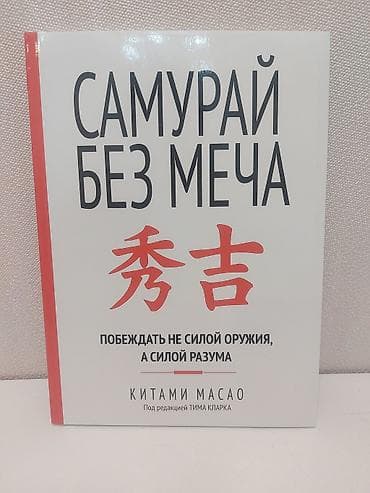 САМУРАЙ
БЕЗ МЕЧА
秀吉
ПОБЕЖДАТЬ НЕ СИЛОЙ ОРУЖИЯ,
А СИЛОЙ РАЗУМА
КИТАМИ МАСАО
Под редакцией ТИМА КЛАРКА